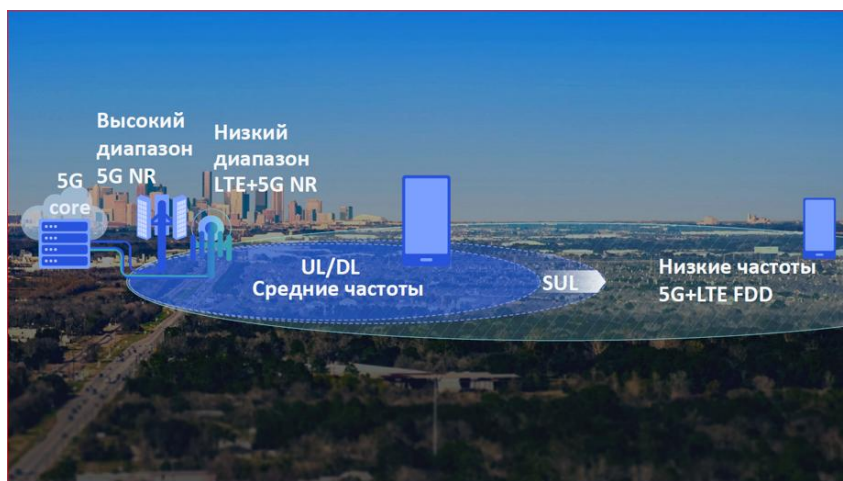 Высокий
диапазон
5G NR
Низкий
диапазон
LTE+5G NR
5G
core
UL/DL
Средние частоты
SUL
Низкие частоты
5G+LTE FDD